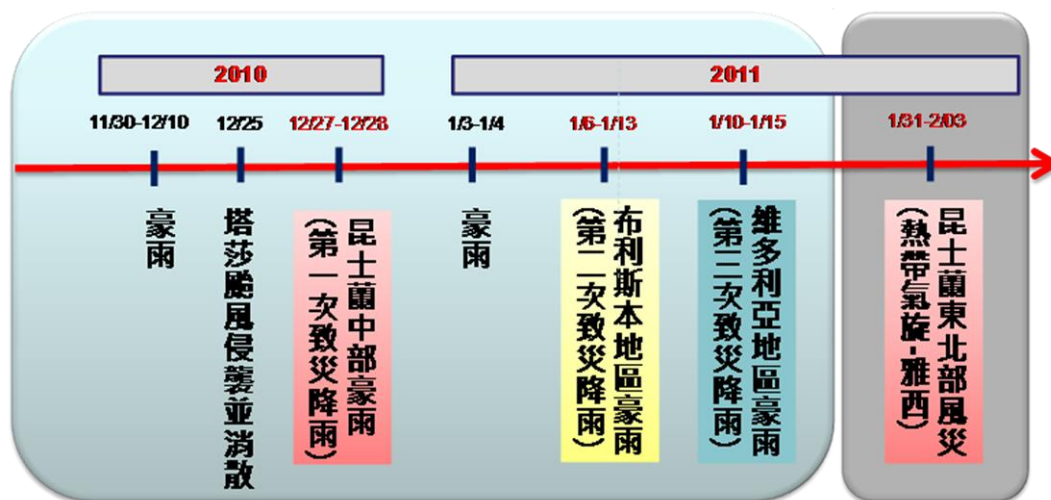 2010
2011
11/30-12/10
12/25
12/27-12/28
1/3-1/4
1/6-1/13
1/10-1/15
1/31-2/03
豪雨
塔莎颱風侵襲並消散
昆士蘭中部豪雨
(第一次致災降雨)
豪雨
布利斯本地區豪雨
(第二次致災降雨)
維多利亞地區豪雨
(第三次致災降雨)
昆士蘭東北部風災
(熱帶氣旋-雅西)